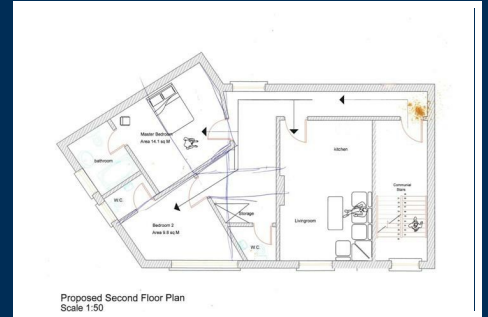 Master Bedroom
Area 14.1 sq M
bathroom
kitchen
W.C
Communal
Stairs
Bedroom 2
Area 9.8 sq.M
Storage
Livingroom
W.C
Proposed Second Floor Plan
Scale 1:50